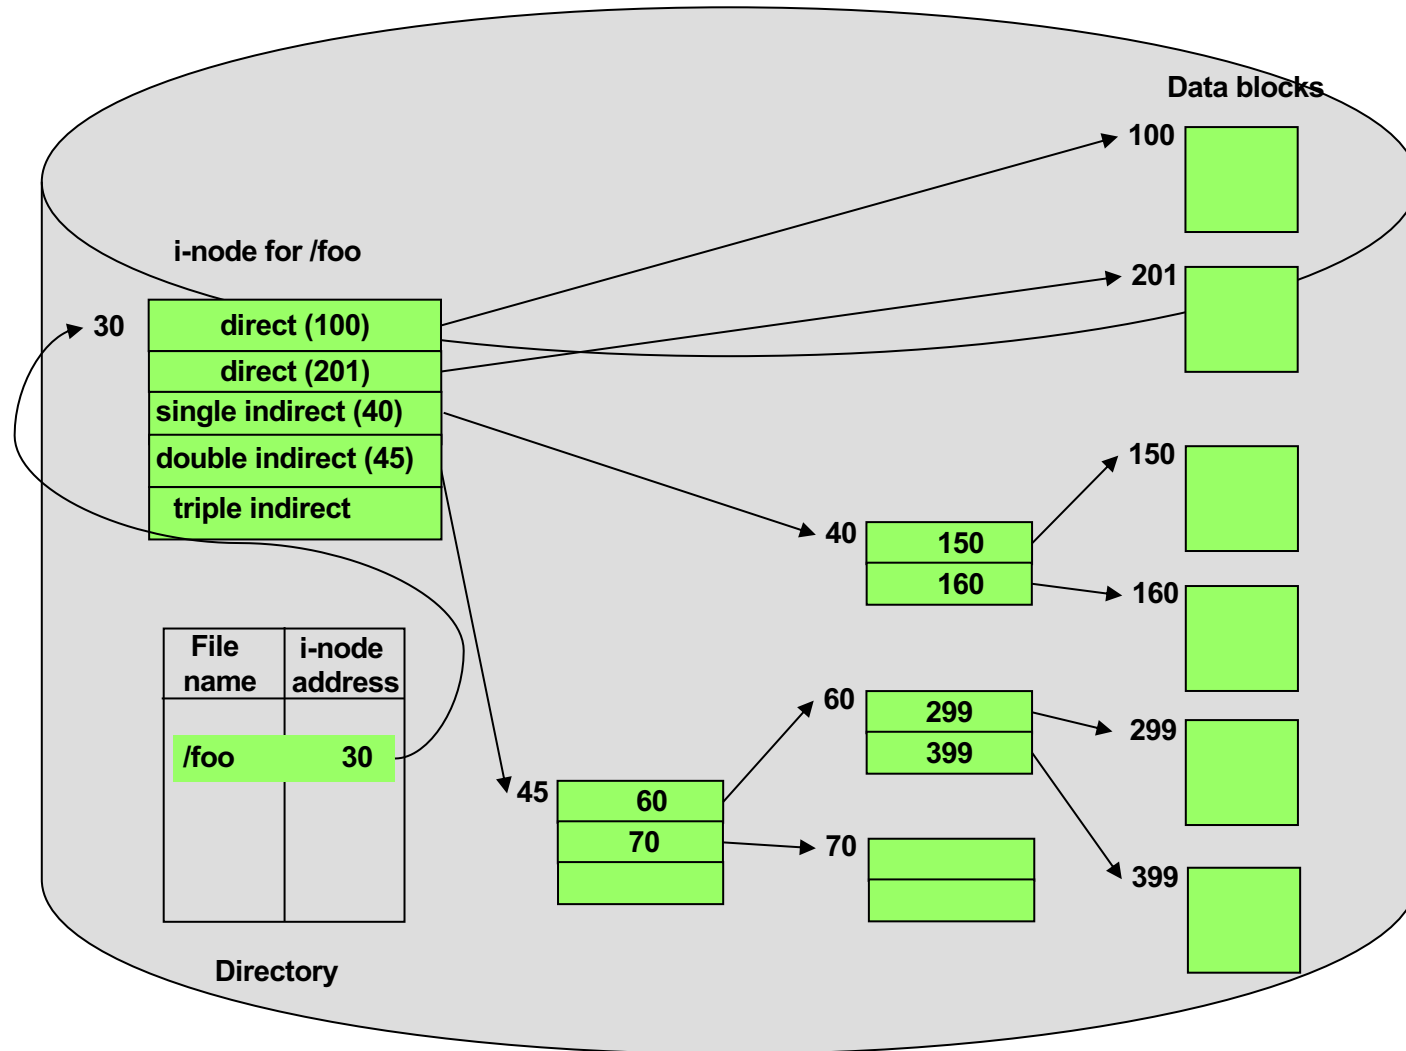 Data blocks
100
i-node for /foo
201
30
direct (100)
direct (201)
single indirect (40)
double indirect (45)
triple indirect
150
40
150
160
160
File name
i-node address
/foo 30
60
299
399
299
45
60
70
70
399
Directory